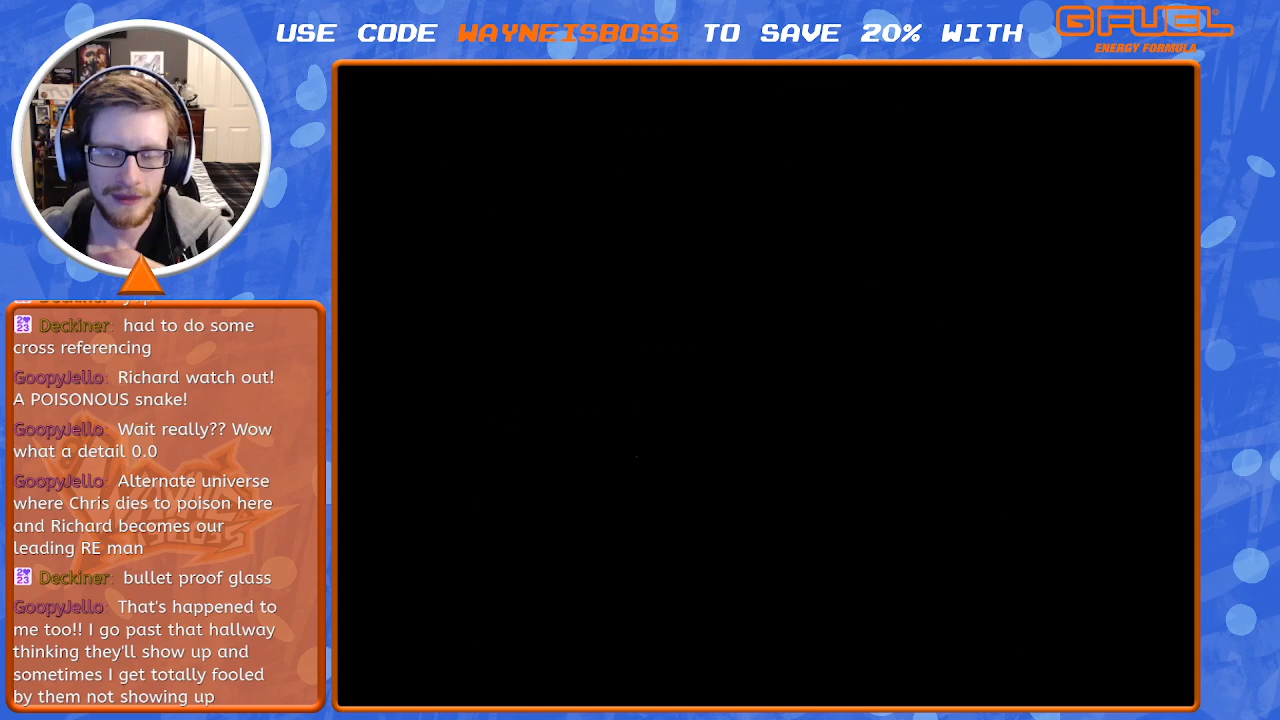 USE CODE WAYNEISBOSS TO SAVE 20% WITH
G FUEL
ENERGY FORMULA
Deckiner: had to do some
cross referencing
GoopyJello: Richard watch out!
A POISONOUS snake!
GoopyJello: Wait really?? Wow
what a detail 0.0
GoopyJello: Alternate universe
where Chris dies to poison here
and Richard becomes our
leading RE man
Deckiner: bullet proof glass
GoopyJello: That's happened to
me too!! I go past that hallway
thinking they'll show up and
sometimes I get totally fooled
by them not showing up